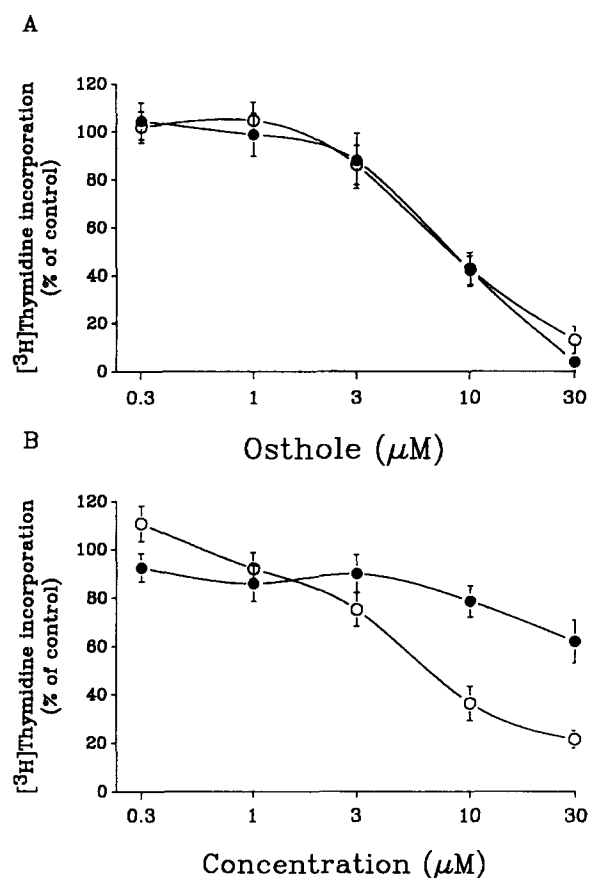 A
[³H]Thymidine incorporation
(% of control)
120
100
80
60
40
20
0
0.3 1 3 10 30
Osthole (μM)
B
[³H]Thymidine incorporation
(% of control)
120
100
80
60
40
20
0
0.3 1 3 10 30
Concentration (μM)